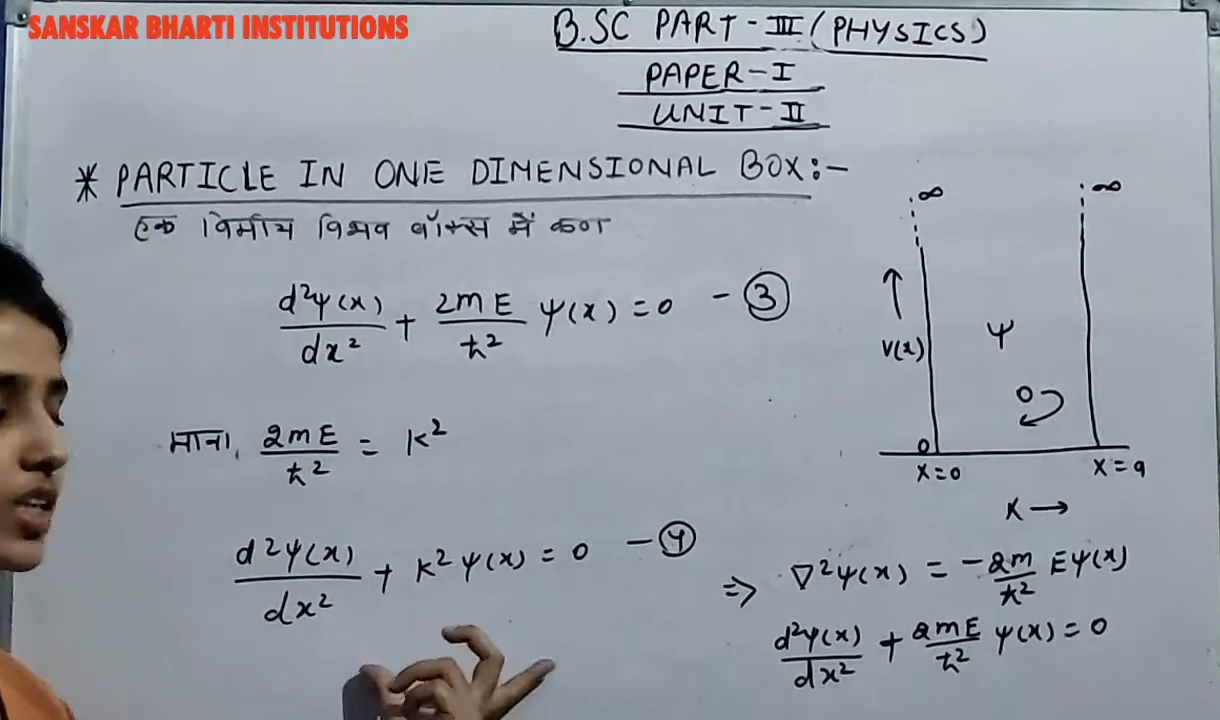 SANSKAR BHARTI INSTITUTIONS
B.SC PART-III (PHYSICS)
PAPER-I
UNIT-II
* PARTICLE IN ONE DIMENSIONAL BOX:-
एक विमीय विभव बॉक्स में कण
d²ψ(x)/dx² + 2mE/ħ² ψ(x) = 0 - ③
माना, 2mE/ħ² = K²
d²ψ(x)/dx² + K²ψ(x) = 0 - ④
∞ ∞
↑
V(x)
ψ
0
x=0 x=a
X →
⇒ ∇²ψ(x) = -2m/ħ² Eψ(x)
d²ψ(x)/dx² + 2mE/ħ² ψ(x) = 0